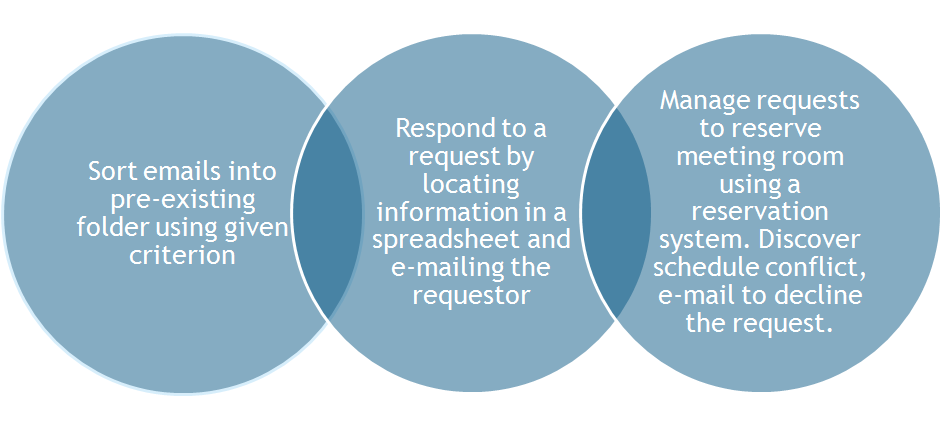 Sort emails into
pre-existing
folder using given
criterion
Respond to a
request by
locating
information in a
spreadsheet and
e-mailing the
requestor
Manage requests
to reserve
meeting room
using a
reservation
system. Discover
schedule conflict,
e-mail to decline
the request.